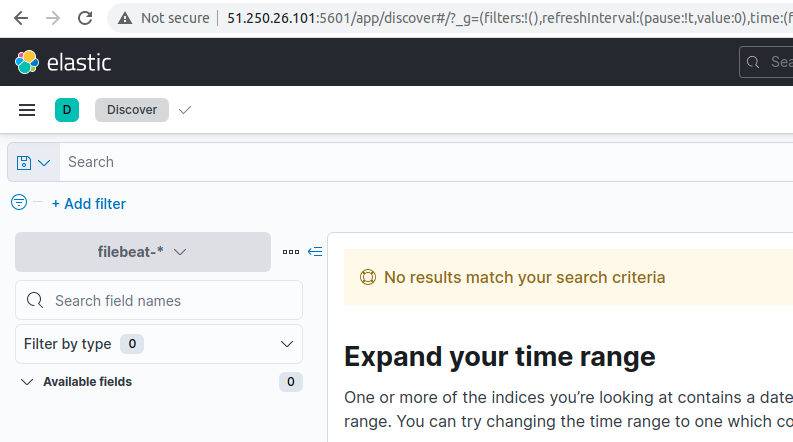 Not secure | 51.250.26.101:5601/app/discover#/?_g=(filters:!(),refreshInterval:(pause:!t,value:0),time:(f
elastic
Sea
D Discover
Search
+ Add filter
filebeat-*
No results match your search criteria
Search field names
Filter by type 0
Expand your time range
Available fields 0
One or more of the indices you're looking at contains a date
range. You can try changing the time range to one which co